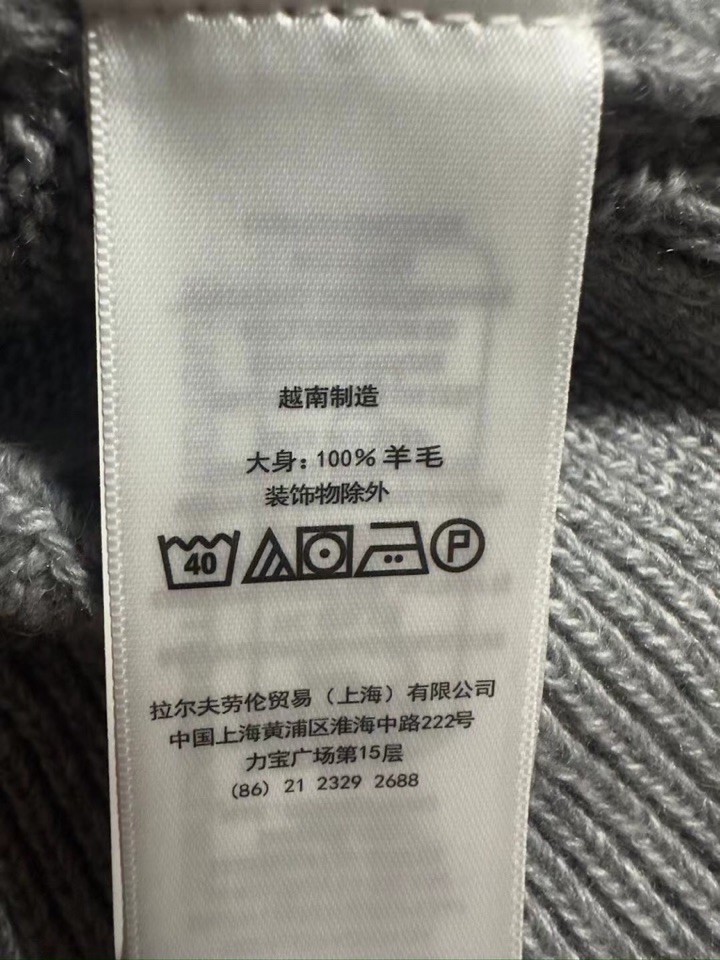 越南制造
大身：100% 羊毛
装饰物除外
40 P
拉尔夫劳伦贸易（上海）有限公司
中国上海黄浦区淮海中路222号
力宝广场第15层
(86) 21 2329 2688